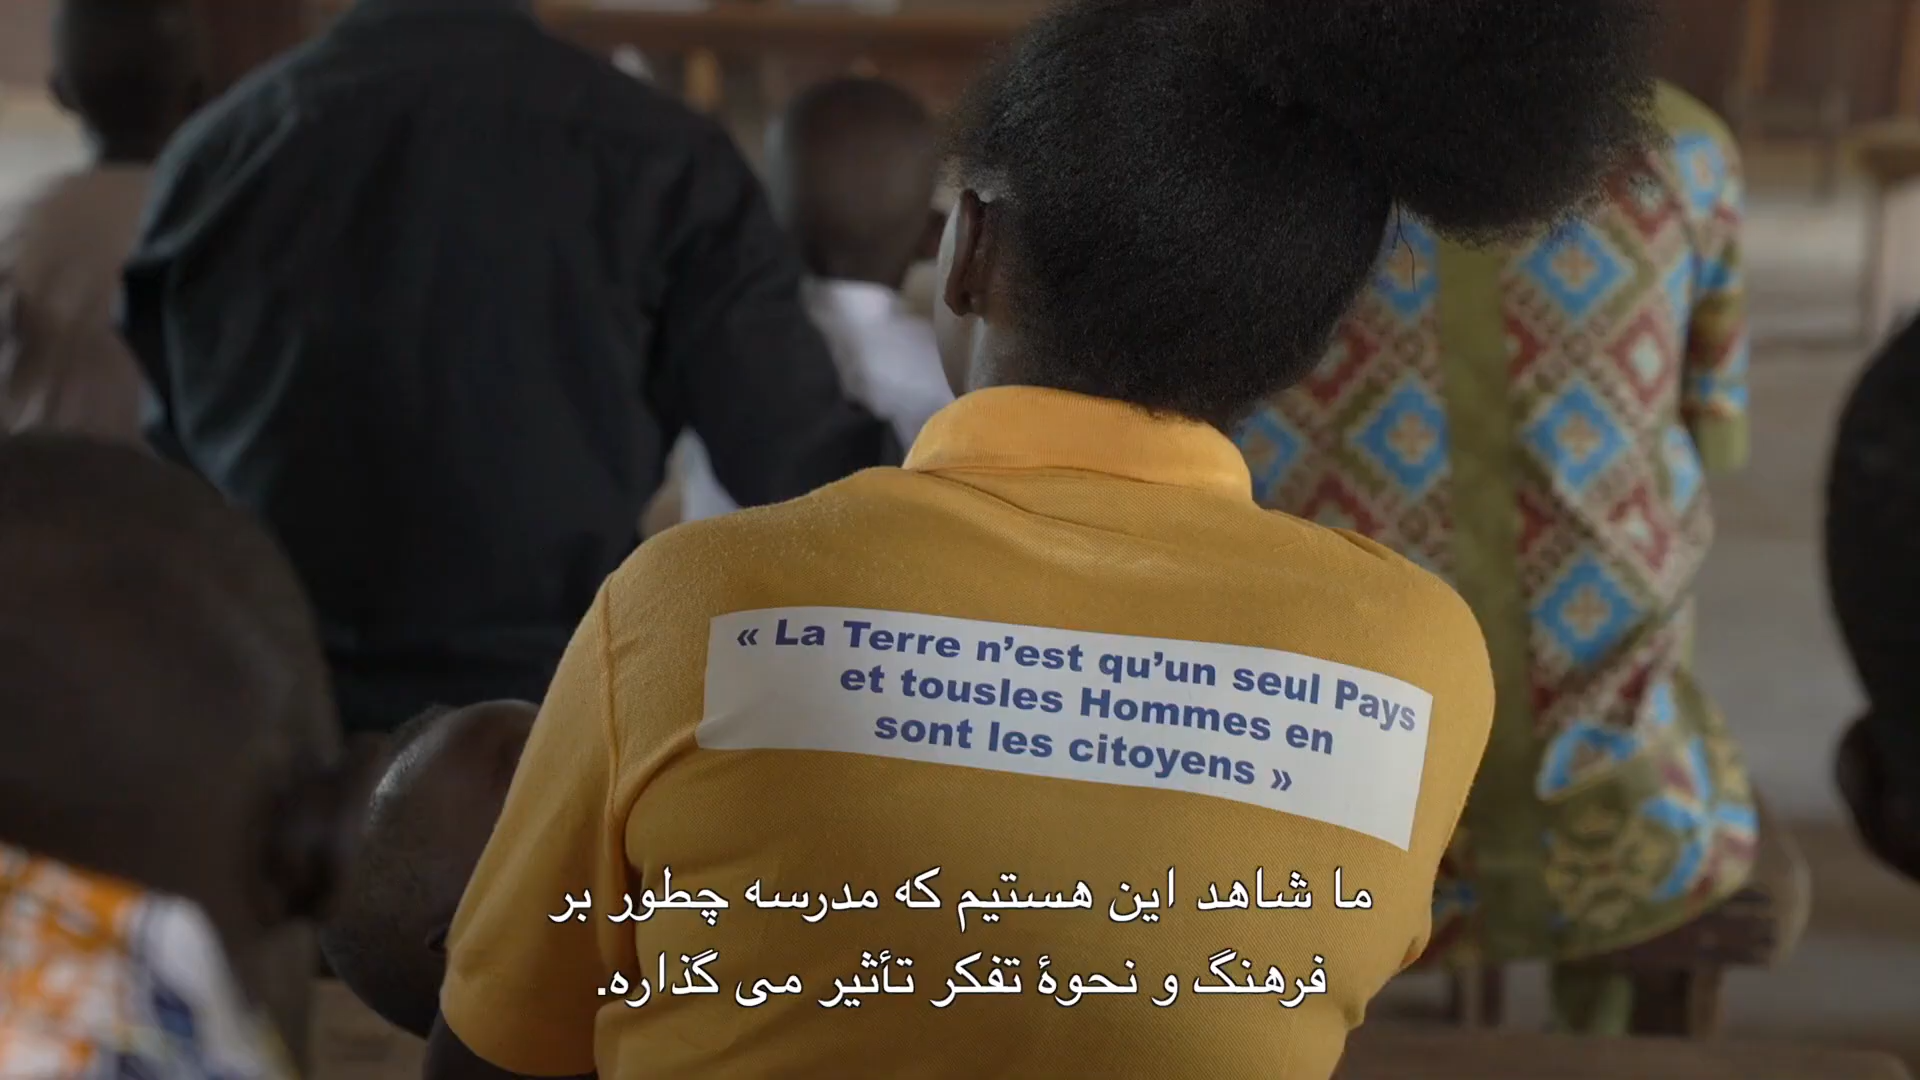 « La Terre n’est qu’un seul Pays
et tousles Hommes en
sont les citoyens »
ما شاهد این هستیم که مدرسه چطور بر
فرهنگ و نحوۀ تفکر تأثیر می گذاره.